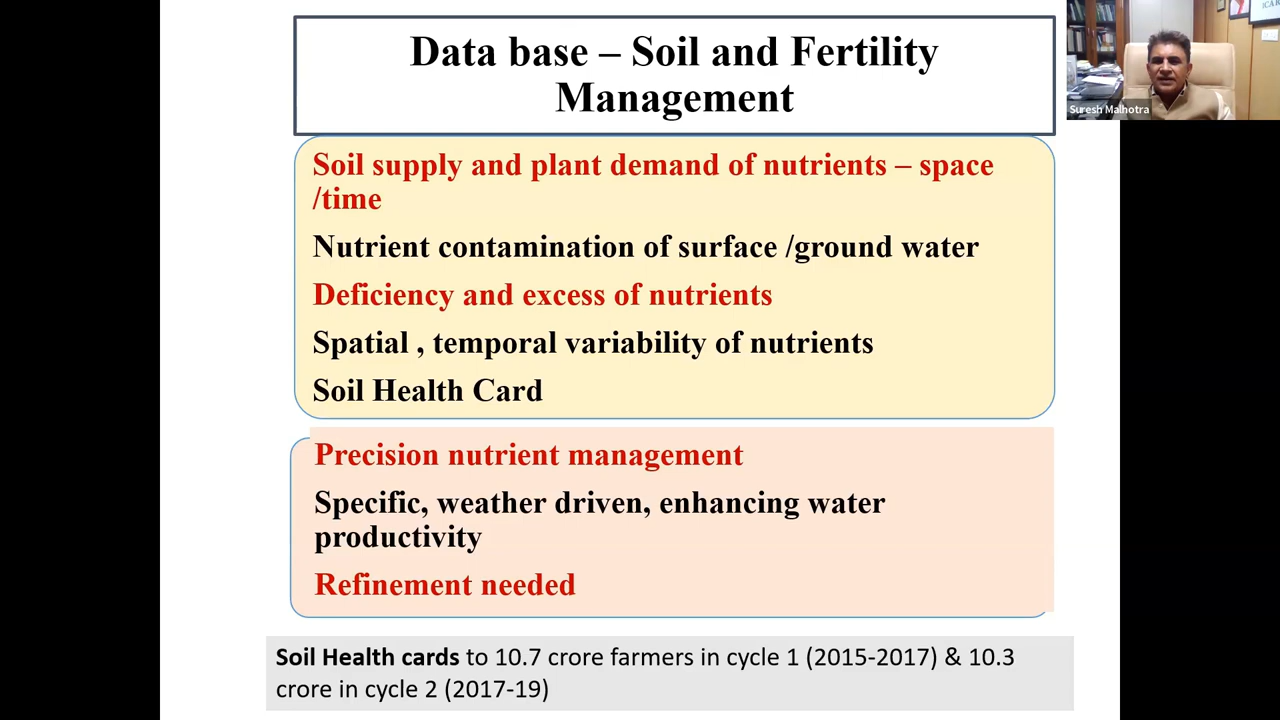 Data base – Soil and Fertility
Management
Soil supply and plant demand of nutrients – space
/time
Nutrient contamination of surface /ground water
Deficiency and excess of nutrients
Spatial , temporal variability of nutrients
Soil Health Card
Precision nutrient management
Specific, weather driven, enhancing water
productivity
Refinement needed
Soil Health cards to 10.7 crore farmers in cycle 1 (2015-2017) & 10.3
crore in cycle 2 (2017-19)
Suresh Malhotra